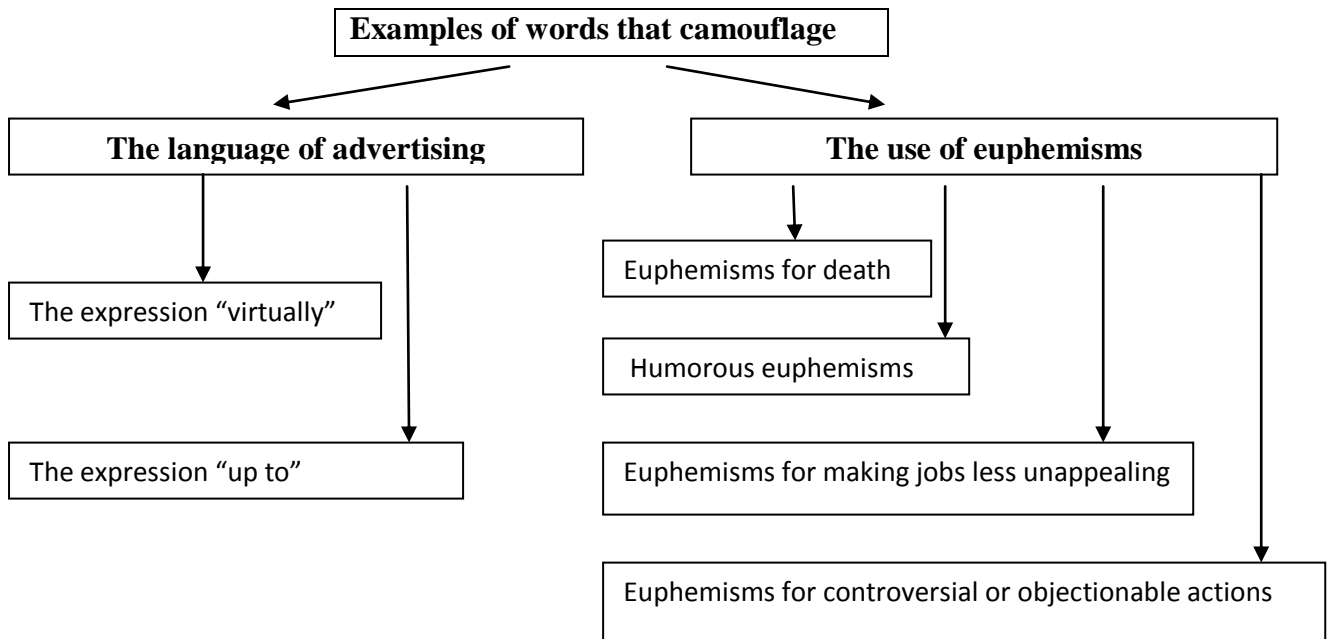 Examples of words that camouflage
The language of advertising
The use of euphemisms
Euphemisms for death
The expression “virtually”
Humorous euphemisms
The expression “up to”
Euphemisms for making jobs less unappealing
Euphemisms for controversial or objectionable actions